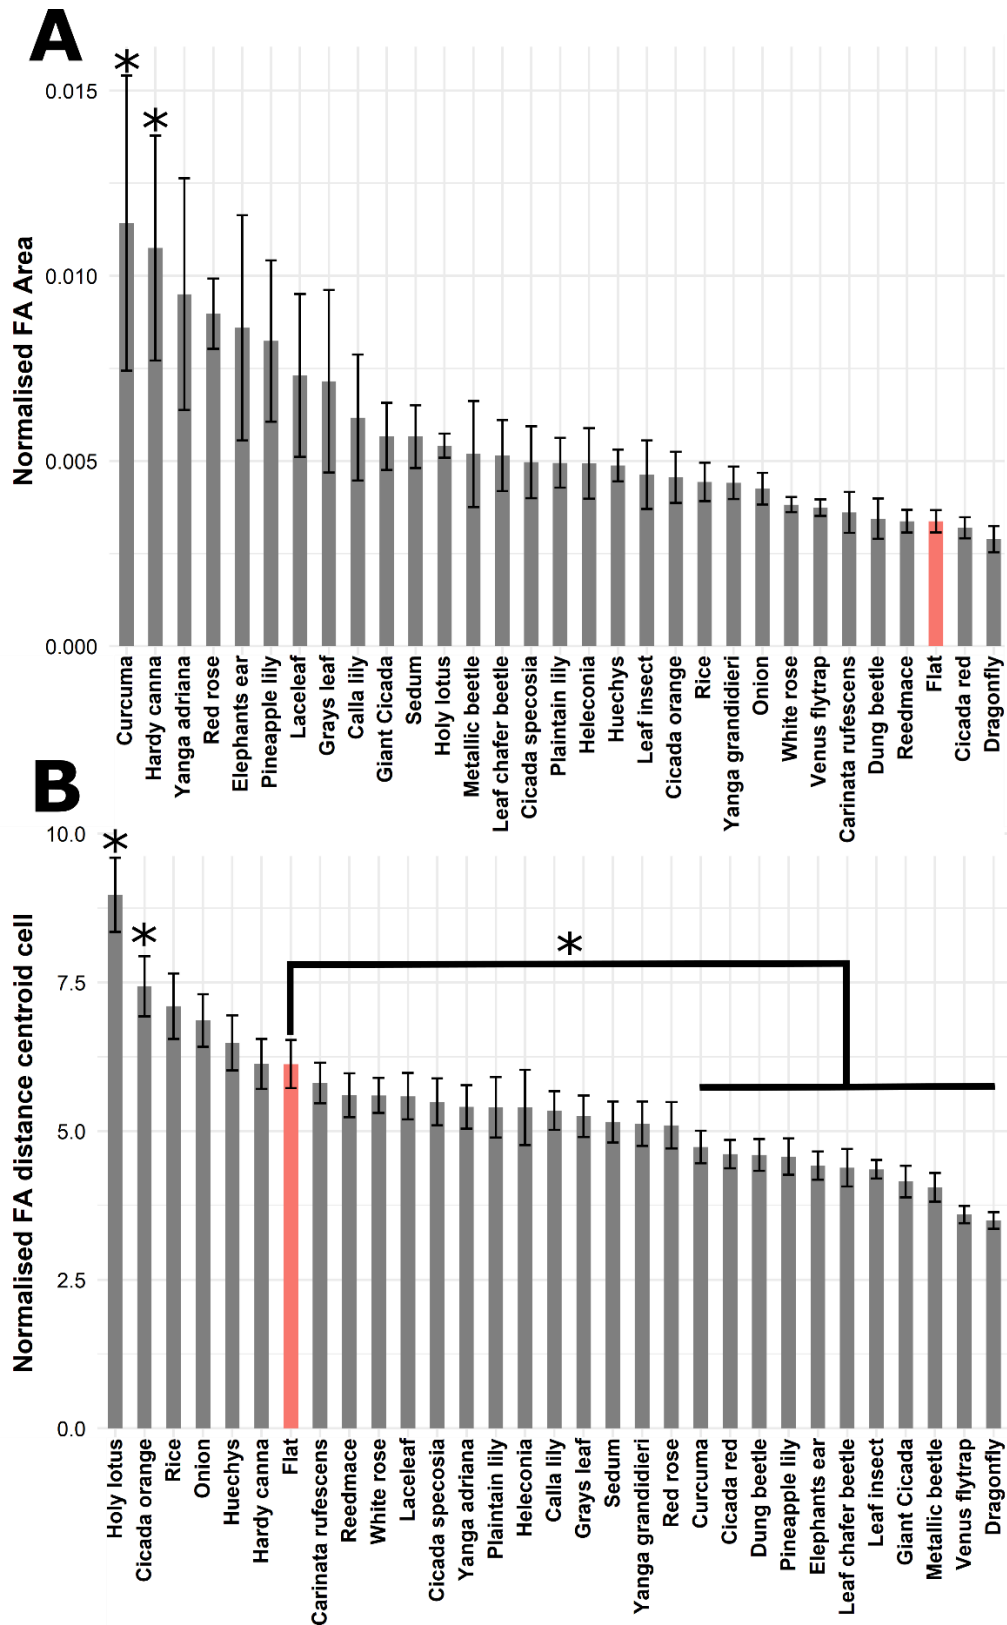 A
*
*
0.015
0.010
0.005
0.000
Normalised FA Area
Curcuma
Hardy canna
Yanga adriana
Red rose
Elephants ear
Pineapple lily
Laceleaf
Grays leaf
Calla lily
Giant Cicada
Sedum
Holy lotus
Metallic beetle
Leaf chafer beetle
Cicada specosia
Plaintain lily
Heleconia
Huechys
Leaf insect
Cicada orange
Rice
Yanga grandidieri
Onion
White rose
Venus flytrap
Carinata rufescens
Dung beetle
Reedmace
Flat
Cicada red
Dragonfly
B
*
*
*
10.0
7.5
5.0
2.5
0.0
Normalised FA distance centroid cell
Holy lotus
Cicada orange
Rice
Onion
Huechys
Hardy canna
Flat
Carinata rufescens
Reedmace
White rose
Laceleaf
Cicada specosia
Yanga adriana
Plaintain lily
Heleconia
Calla lily
Grays leaf
Sedum
Yanga grandidieri
Red rose
Curcuma
Cicada red
Dung beetle
Pineapple lily
Elephants ear
Leaf chafer beetle
Leaf insect
Giant Cicada
Metallic beetle
Venus flytrap
Dragonfly